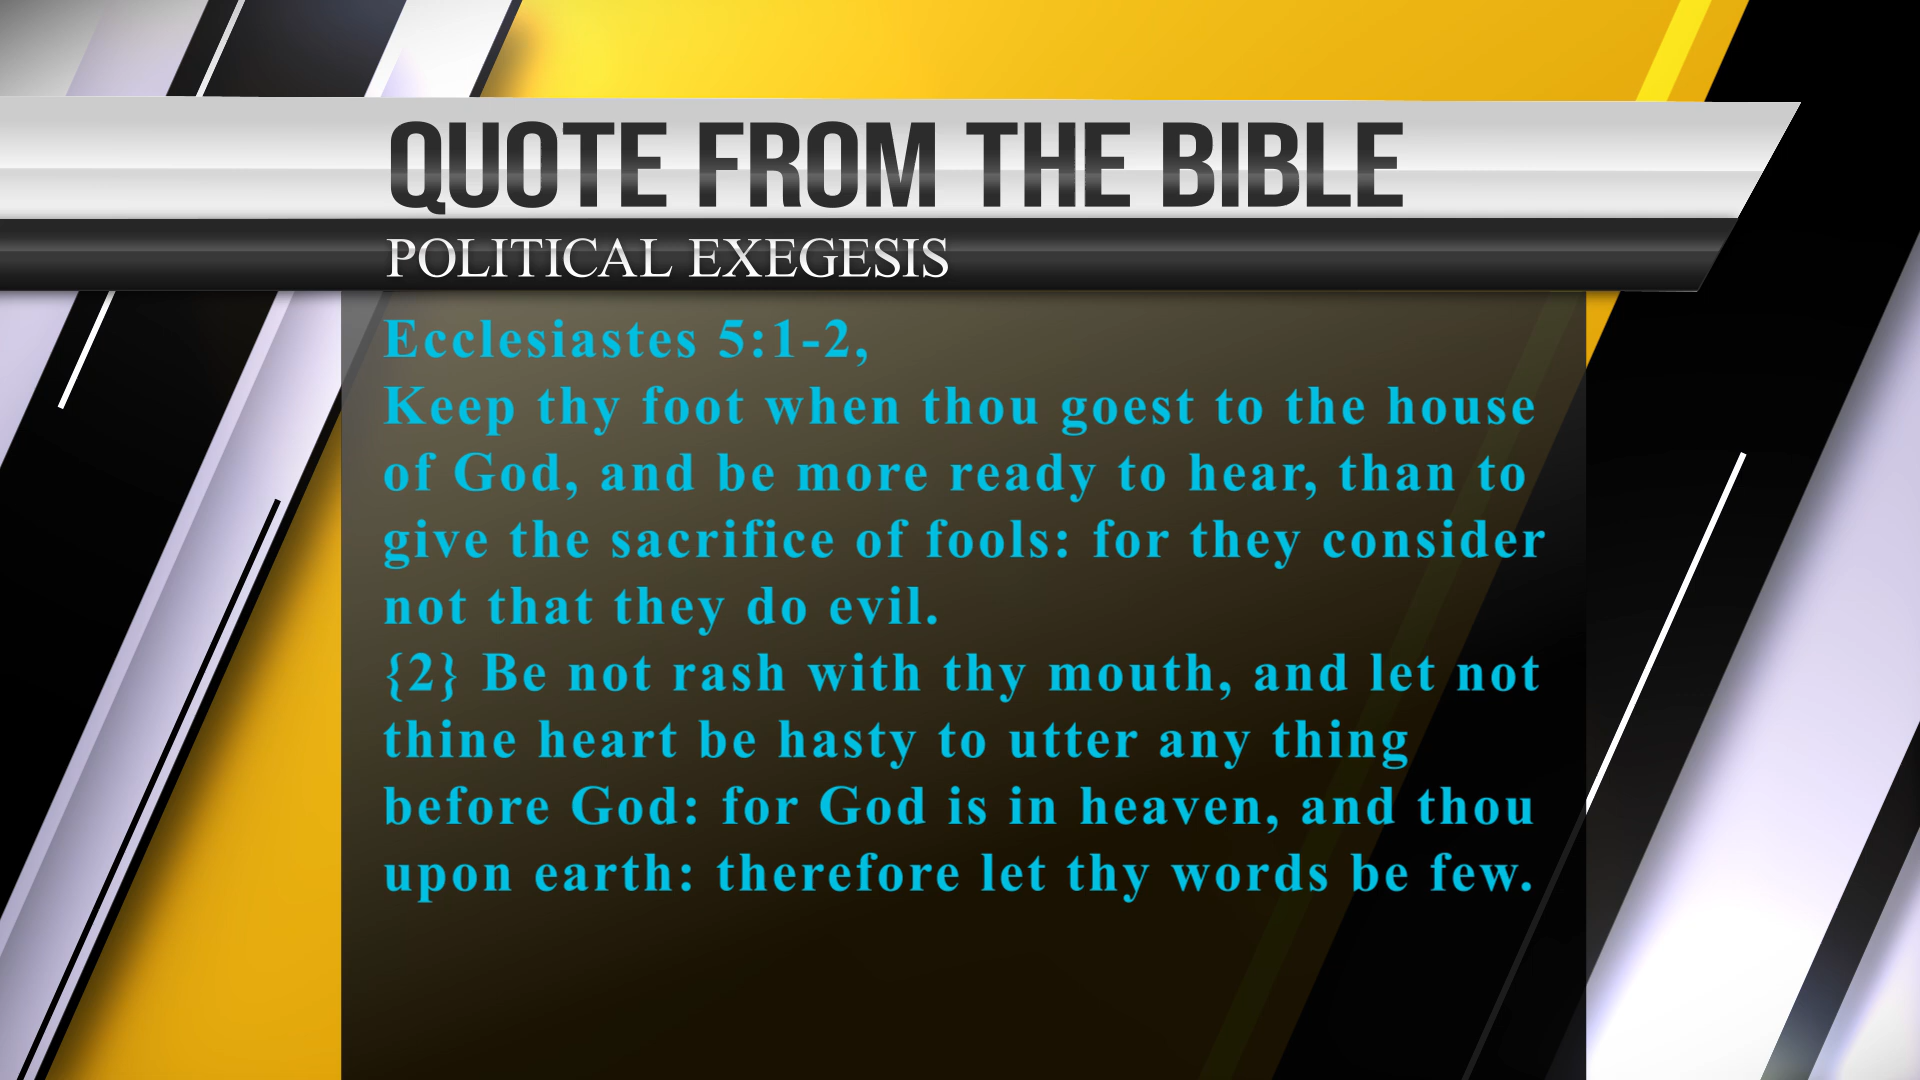 QUOTE FROM THE BIBLE
POLITICAL EXEGESIS
Ecclesiastes 5:1-2,
Keep thy foot when thou goest to the house
of God, and be more ready to hear, than to
give the sacrifice of fools: for they consider
not that they do evil.
{2} Be not rash with thy mouth, and let not
thine heart be hasty to utter any thing
before God: for God is in heaven, and thou
upon earth: therefore let thy words be few.